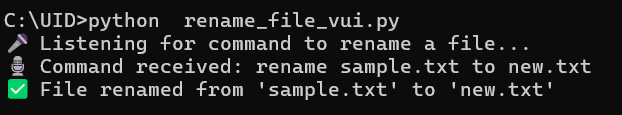 C:\UID>python  rename_file_vui.py
🎤 Listening for command to rename a file...
🎙️ Command received: rename sample.txt to new.txt
✅ File renamed from 'sample.txt' to 'new.txt'